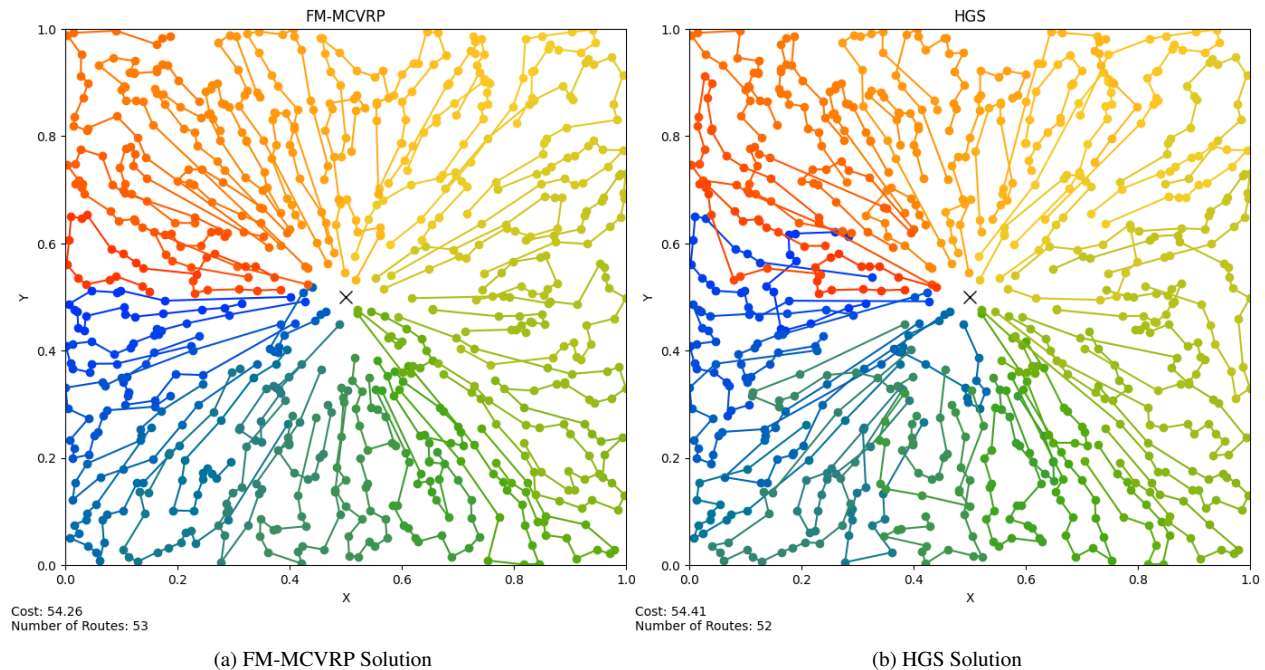 FM-MCVRP
1.0
0.8
0.6
0.4
0.2
0.0
Y
0.0 0.2 0.4 0.6 0.8 1.0
X
Cost: 54.26
Number of Routes: 53
(a) FM-MCVRP Solution
HGS
1.0
0.8
0.6
0.4
0.2
0.0
Y
0.0 0.2 0.4 0.6 0.8 1.0
X
Cost: 54.41
Number of Routes: 52
(b) HGS Solution